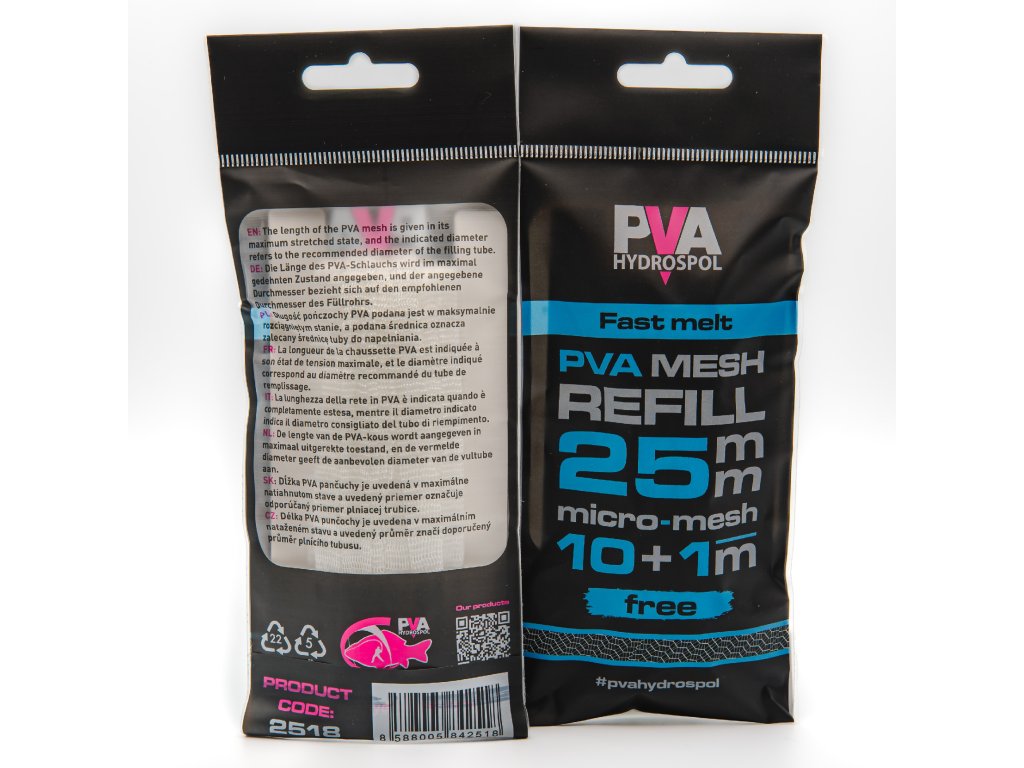 EN: The length of the PVA mesh is given in its
maximum stretched state, and the indicated diameter
refers to the recommended diameter of the filling tube.
DE: Die Länge des PVA-Schlauchs wird im maximal
gedehnten Zustand angegeben, und der angegebene
Durchmesser bezieht sich auf den empfohlenen
Durchmesser des Füllrohrs.
PL: Długość pończochy PVA podana jest w maksymalnie
rozciągniętym stanie, a podana średnica oznacza
zalecany średnicę tuby do napełniania.
FR: La longueur de la chaussette PVA est indiquée à
son état de tension maximale, et le diamètre indiqué
correspond au diamètre recommandé du tube de
remplissage.
IT: La lunghezza della rete in PVA è indicata quando è
completamente estesa, mentre il diametro indicato
indica il diametro consigliato del tubo di riempimento.
NL: De lengte van de PVA-kous wordt aangegeven in
maximaal uitgerekte toestand, en de vermelde
diameter geeft de aanbevolen diameter van de vultube
aan.
SK: Dĺžka PVA pančuchy je uvedená v maximálne
natiahnutom stave a uvedený priemer označuje
odporúčaný priemer plniacej trubice.
CZ: Délka PVA punčochy je uvedena v maximálním
nataženém stavu a uvedený průměr značí doporučený
průměr plnícího tubusu.
Our products
22
5
PVA
HYDROSPOL
PRODUCT
CODE:
2518
8 588005 842518
PVA
HYDROSPOL
Fast melt
PVA MESH
REFILL
25mm
micro-mesh
10+1m
free
#pvahydrospol